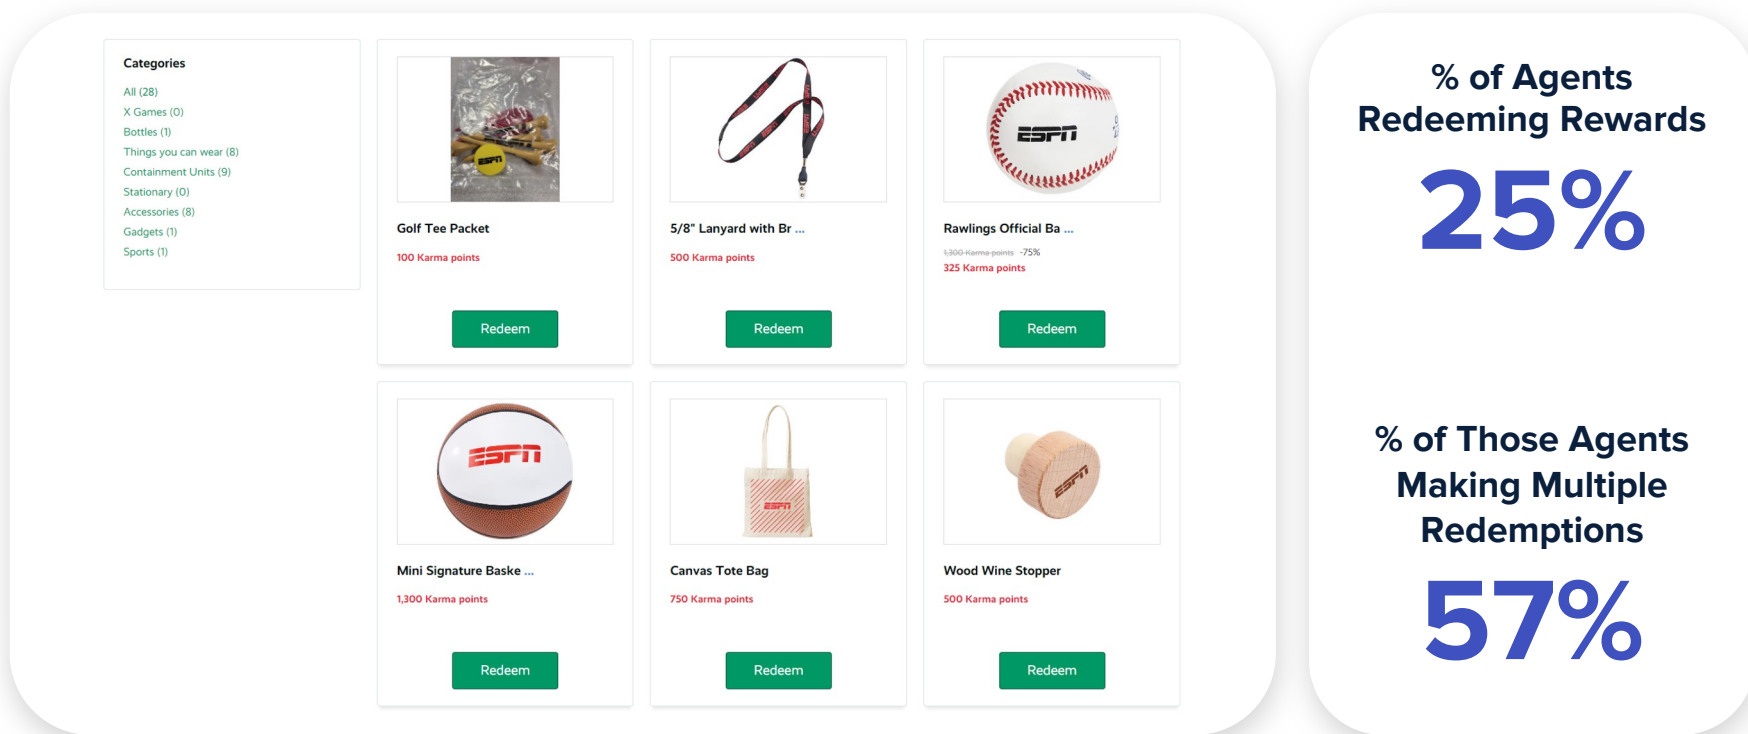 Categories
All (28)
X Games (0)
Bottles (1)
Things you can wear (8)
Containment Units (9)
Stationary (0)
Accessories (8)
Gadgets (1)
Sports (1)
ESPN
Golf Tee Packet
100 Karma points
Redeem
5/8" Lanyard with Br ...
500 Karma points
Redeem
ESPN
Rawlings Official Ba ...
1,300 Karma points -75%
325 Karma points
Redeem
ESPN
Mini Signature Baske ...
1,300 Karma points
Redeem
ESPN
Canvas Tote Bag
750 Karma points
Redeem
ESPN
Wood Wine Stopper
500 Karma points
Redeem
% of Agents
Redeeming Rewards
25%
% of Those Agents
Making Multiple
Redemptions
57%